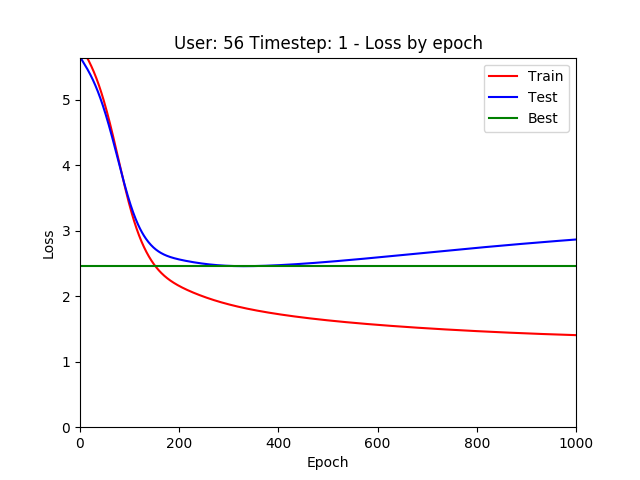 User: 56 Timestep: 1 - Loss by epoch
Train
Test
Best
Loss
5
4
3
2
1
0
0 200 400 600 800 1000
Epoch